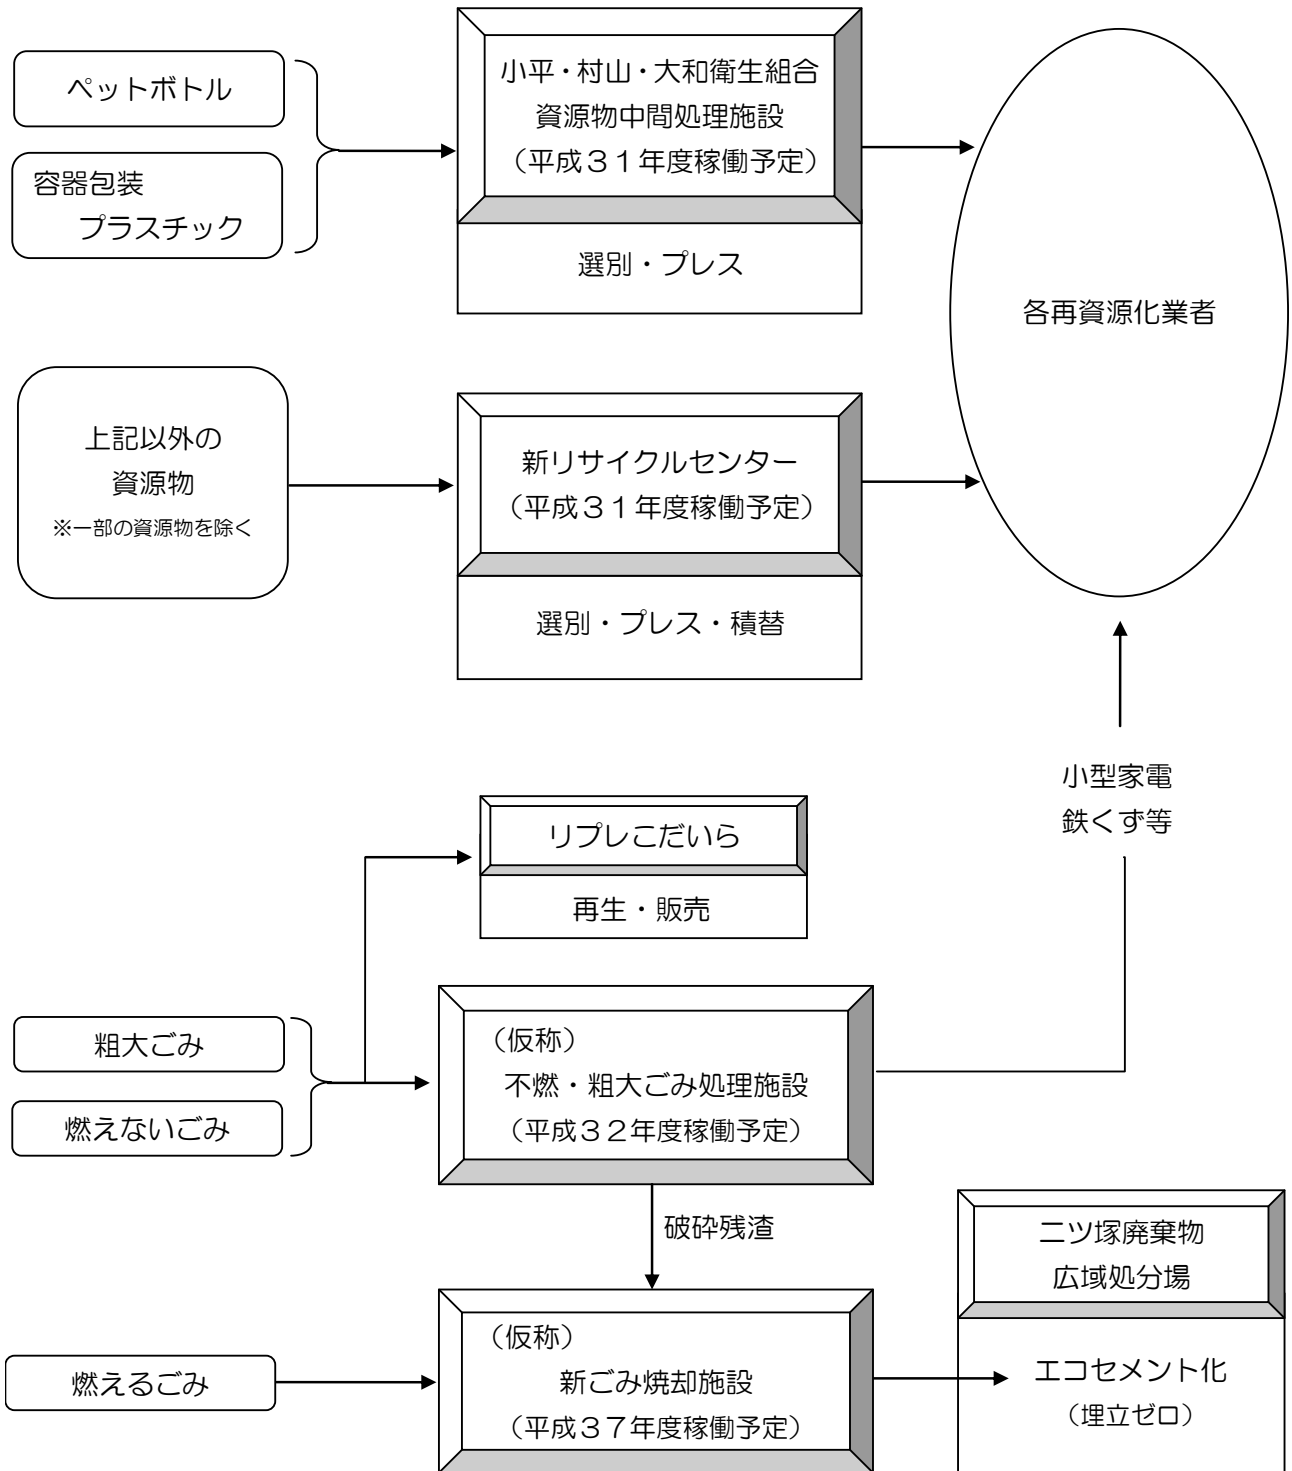 ペットボトル
容器包装
プラスチック
小平・村山・大和衛生組合
資源物中間処理施設
（平成３１年度稼働予定）
選別・プレス
各再資源化業者
上記以外の
資源物
※一部の資源物を除く
新リサイクルセンター
（平成３１年度稼働予定）
選別・プレス・積替
小型家電
鉄くず等
リプレこだいら
再生・販売
粗大ごみ
燃えないごみ
（仮称）
不燃・粗大ごみ処理施設
（平成３２年度稼働予定）
破砕残渣
二ツ塚廃棄物
広域処分場
エコセメント化
（埋立ゼロ）
燃えるごみ
（仮称）
新ごみ焼却施設
（平成３７年度稼働予定）